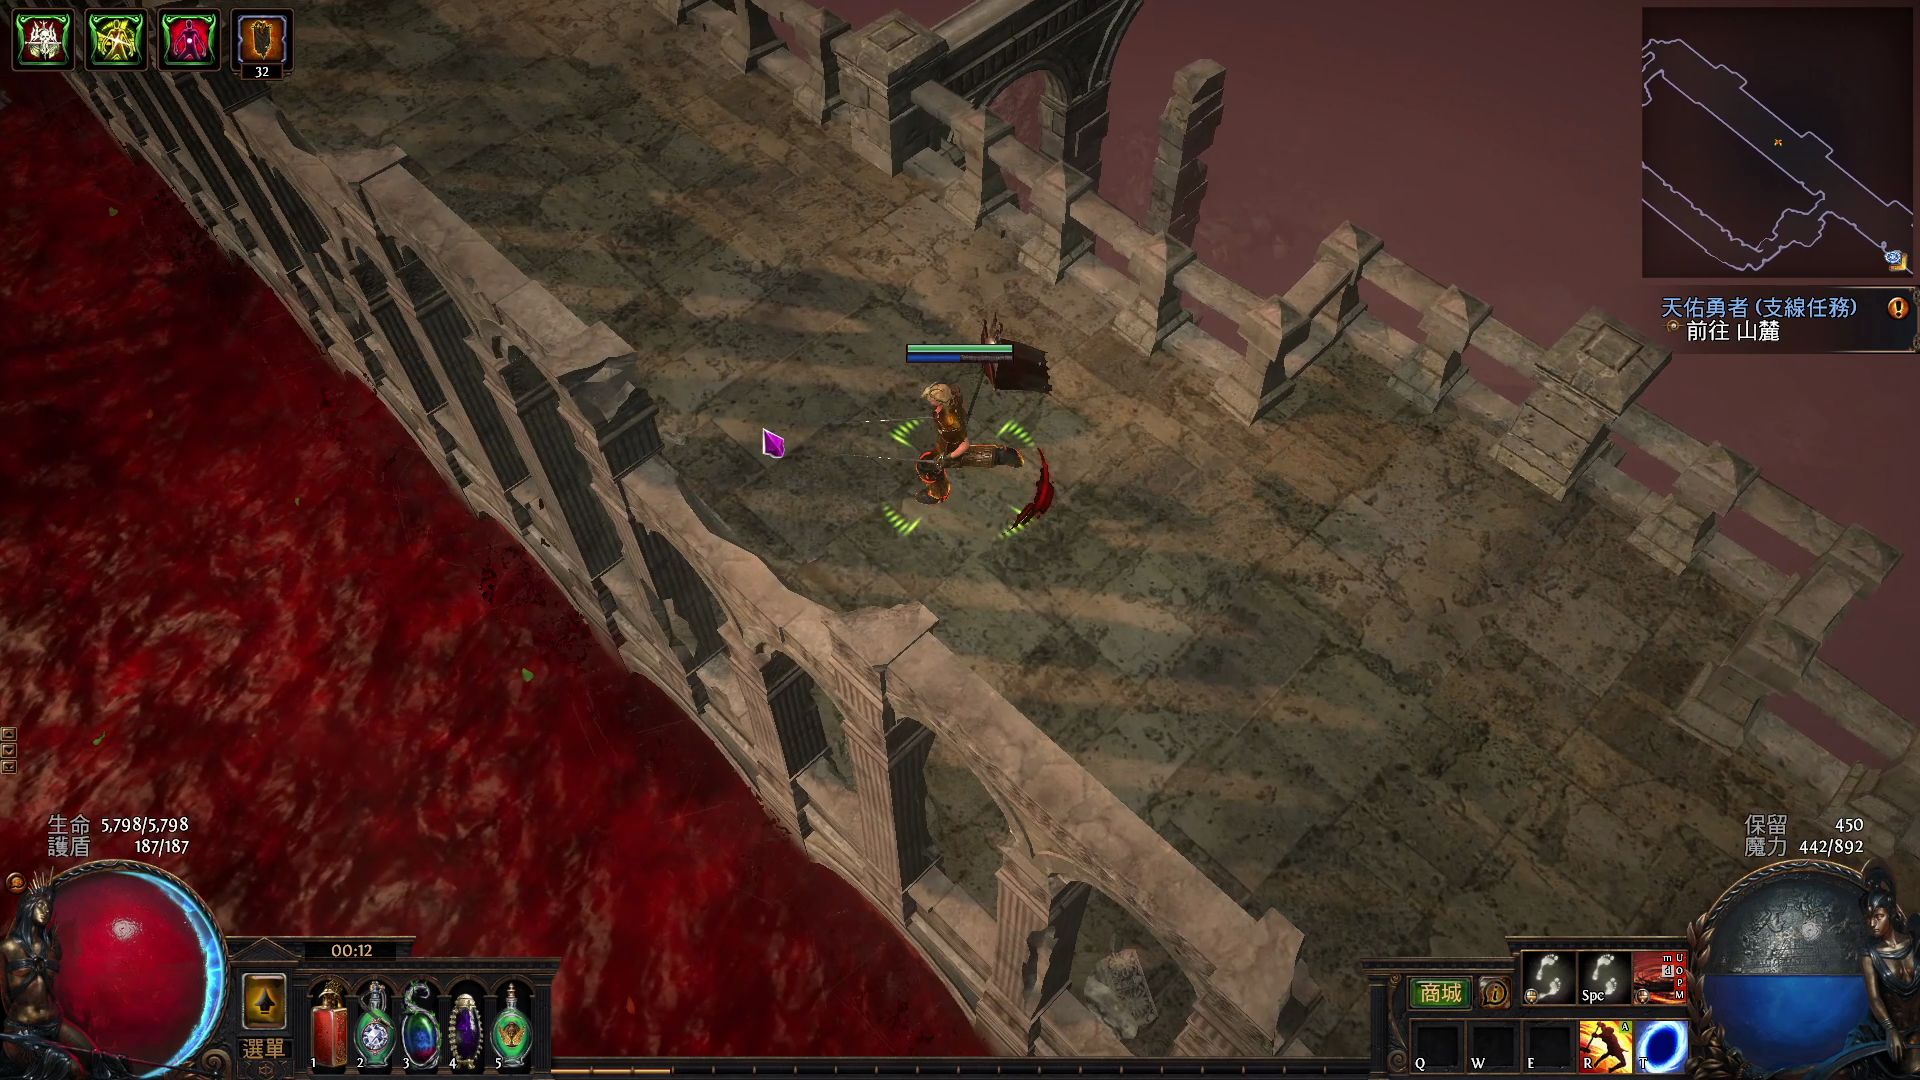 32
天佑勇者 (支線任務)
前往 山麓
生命 5,798/5,798
護盾 187/187
保留 450
魔力 442/892
00:12
選單
1 2 3 4 5
商城
Spc
m U
d O
P
M
Q W E R A T